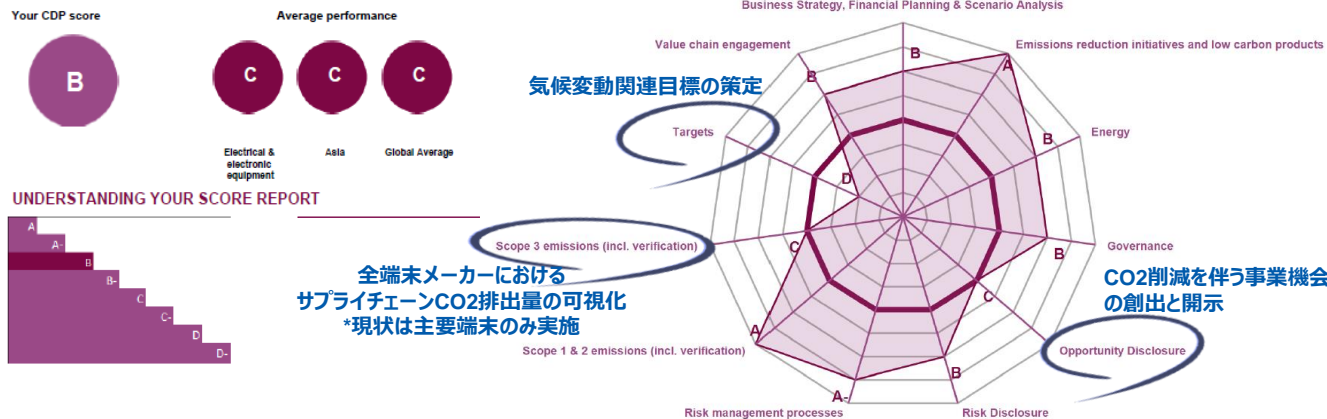 Your CDP score
B
Average performance
C
C
C
Electrical &
electronic
equipment
Asia
Global Average
UNDERSTANDING YOUR SCORE REPORT
A
A-
B
B-
C
C-
D
D-
Business Strategy, Financial Planning & Scenario Analysis
Value chain engagement
Emissions reduction initiatives and low carbon products
B
A
B
気候変動関連目標の策定
Targets
B
Energy
D
Scope 3 emissions (incl. verification)
C
B
Governance
全端末メーカーにおける
サプライチェーンCO2排出量の可視化
*現状は主要端末のみ実施
CO2削減を伴う事業機会
の創出と開示
C
A
Scope 1 & 2 emissions (incl. verification)
Opportunity Disclosure
B
A-
Risk management processes
Risk Disclosure